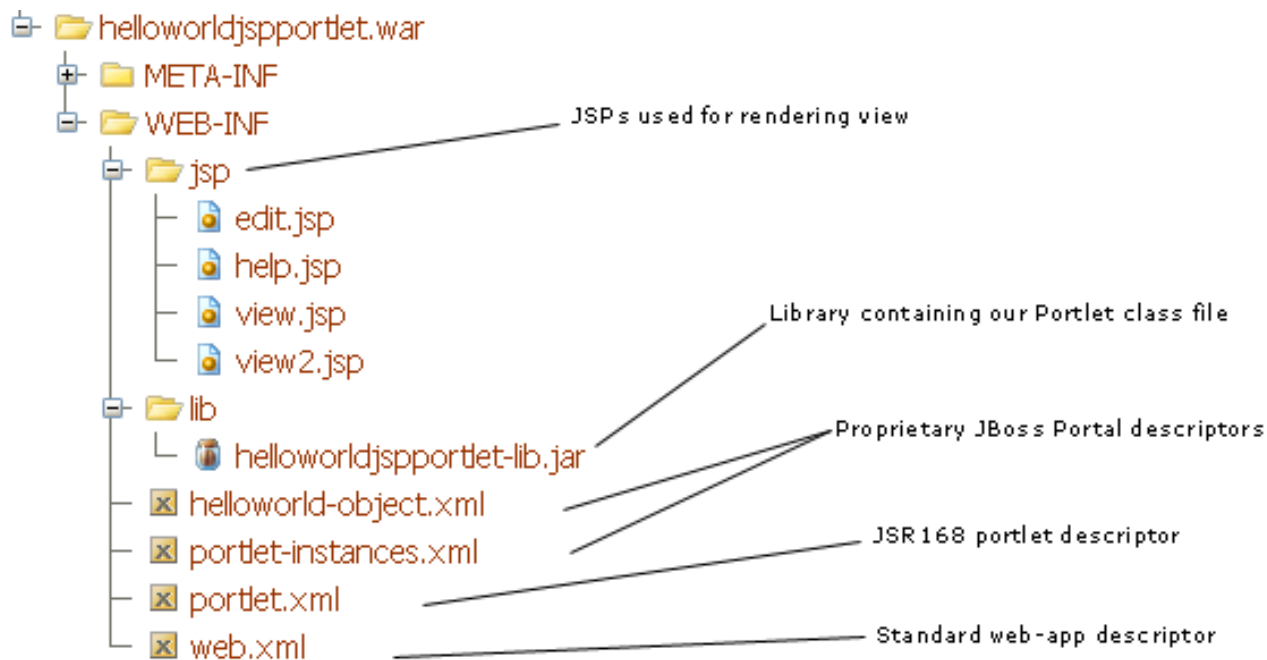 helloworldjspportlet.war
META-INF
WEB-INF
JSPs used for rendering view
jsp
edit.jsp
help.jsp
view.jsp
Library containing our Portlet class file
view2.jsp
lib
Proprietary JBoss Portal descriptors
helloworldjspportlet-lib.jar
helloworld-object.xml
JSR168 portlet descriptor
portlet-instances.xml
portlet.xml
Standard web-app descriptor
web.xml